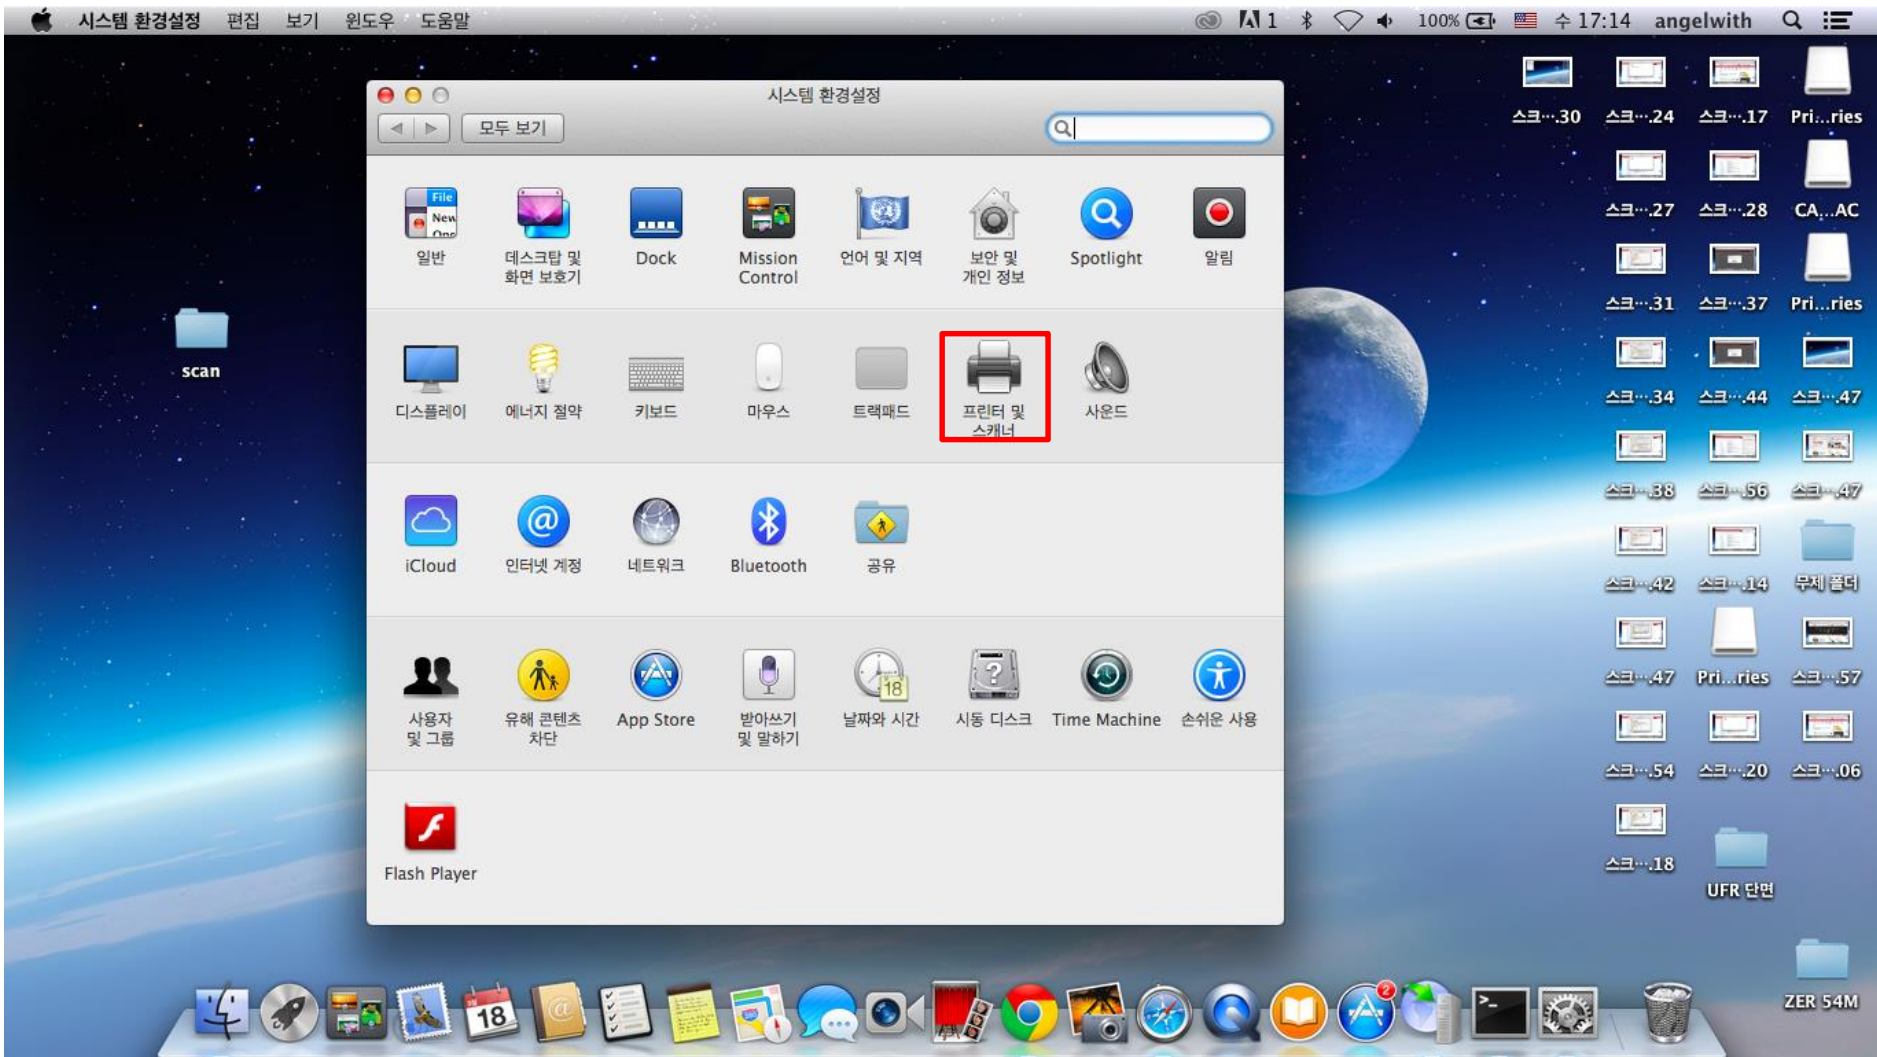 시스템 환경설정 편집 보기 윈도우 도움말
1 100% 수 17:14 angelwith
시스템 환경설정
모두 보기
File
New
One
일반
데스크탑 및
화면 보호기
Dock
Mission
Control
언어 및 지역
보안 및
개인 정보
Spotlight
알림
디스플레이
에너지 절약
키보드
마우스
트랙패드
프린터 및
스캐너
사운드
iCloud
인터넷 계정
네트워크
Bluetooth
공유
18
?
사용자
및 그룹
유해 콘텐츠
차단
App Store
받아쓰기
및 말하기
날짜와 시간
시동 디스크
Time Machine
손쉬운 사용
Flash Player
scan
스크….30 스크….24 스크….17 Pri...ries
스크….27 스크….28 CA...AC
스크….31 스크….37 Pri...ries
스크….34 스크….44 스크….47
스크….38 스크….56 스크….47
스크….42 스크….14 무제 폴더
스크….47 Pri...ries 스크….57
스크….54 스크….20 스크….06
스크….18
UFR 단면
ZER 54M
18
@
2
>_